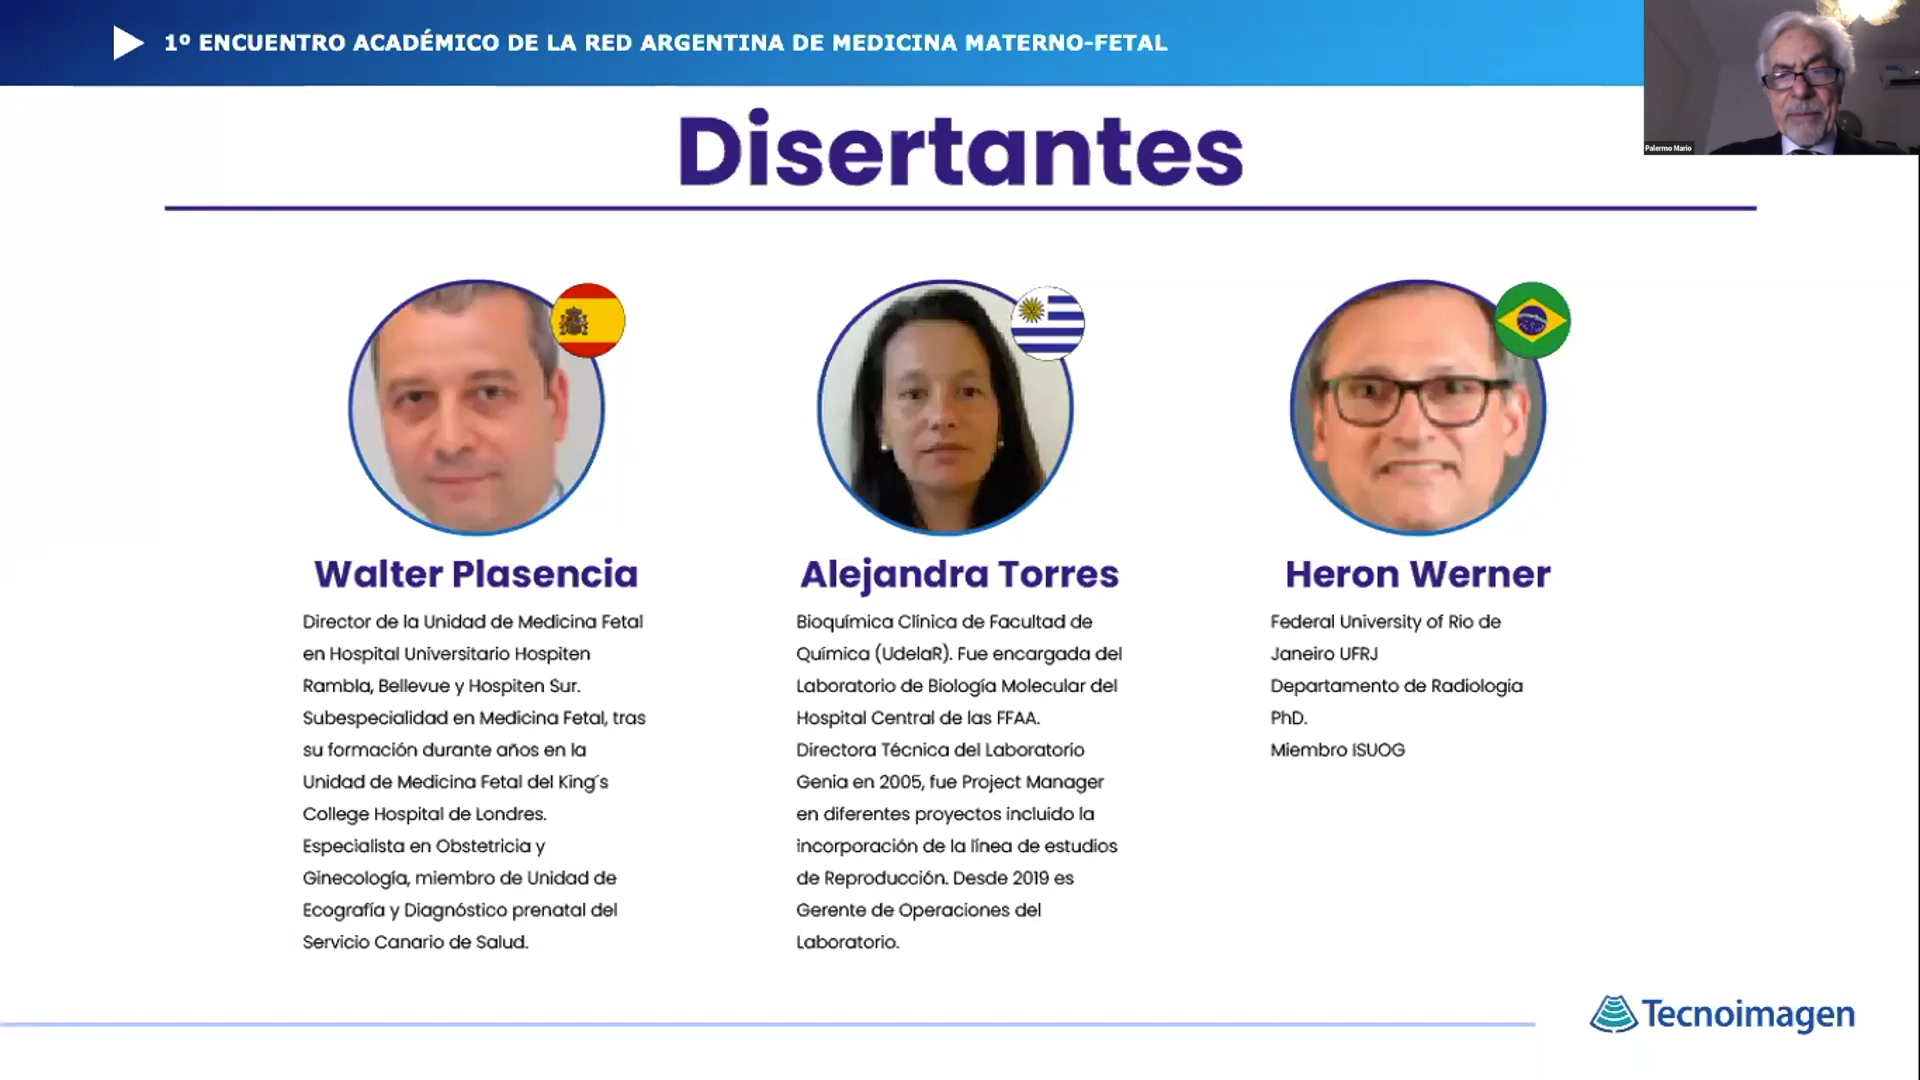 1º ENCUENTRO ACADÉMICO DE LA RED ARGENTINA DE MEDICINA MATERNO-FETAL
Palermo Mario
Disertantes
Walter Plasencia
Director de la Unidad de Medicina Fetal
en Hospital Universitario Hospiten
Rambla, Bellevue y Hospiten Sur.
Subespecialidad en Medicina Fetal, tras
su formación durante años en la
Unidad de Medicina Fetal del King´s
College Hospital de Londres.
Especialista en Obstetricia y
Ginecología, miembro de Unidad de
Ecografía y Diagnóstico prenatal del
Servicio Canario de Salud.
Alejandra Torres
Bioquímica Clínica de Facultad de
Química (UdelaR). Fue encargada del
Laboratorio de Biología Molecular del
Hospital Central de las FFAA.
Directora Técnica del Laboratorio
Genia en 2005, fue Project Manager
en diferentes proyectos incluido la
incorporación de la línea de estudios
de Reproducción. Desde 2019 es
Gerente de Operaciones del
Laboratorio.
Heron Werner
Federal University of Rio de
Janeiro UFRJ
Departamento de Radiologia
PhD.
Miembro ISUOG
Tecnoimagen